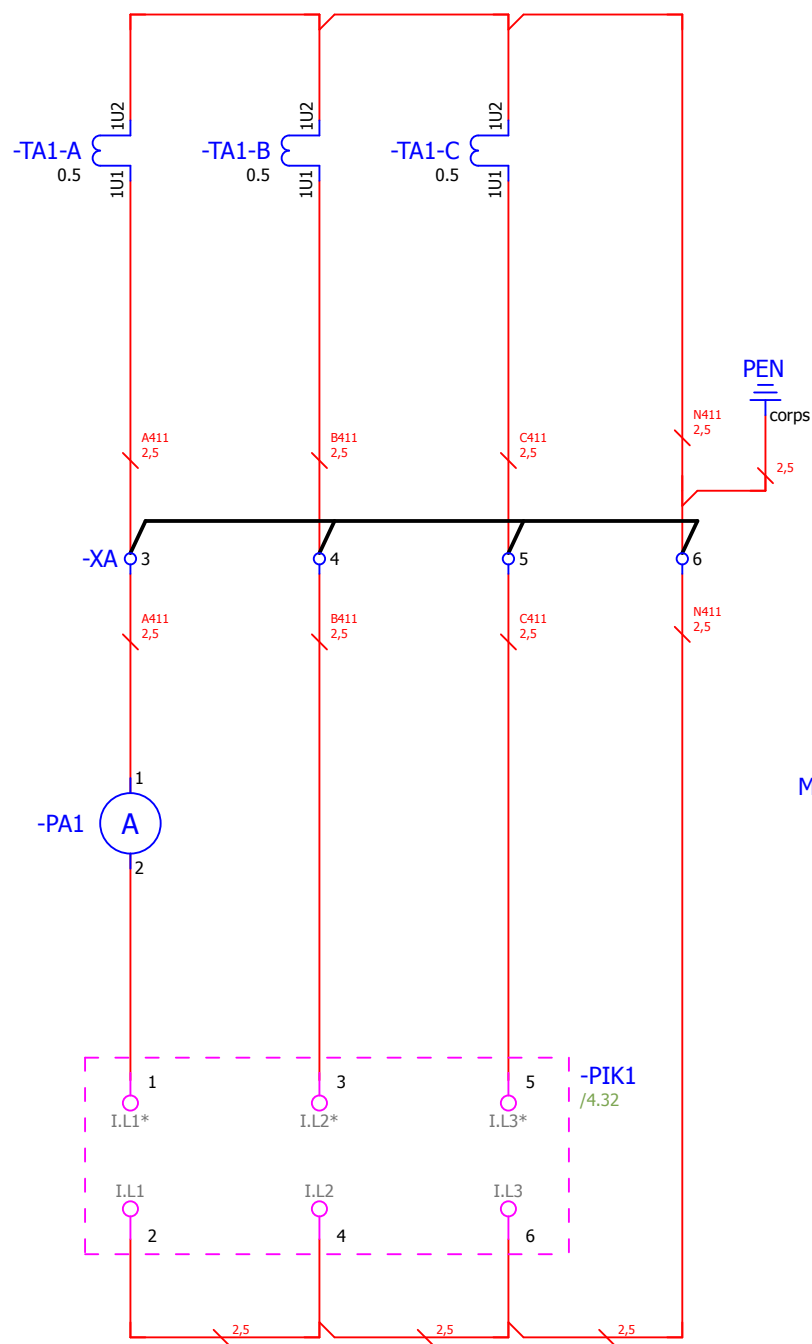 1U2
1U2
1U2
-TA1-A
-TA1-B
-TA1-C
0.5
0.5
0.5
1U1
1U1
1U1
PEN
corps
A411
2,5
B411
2,5
C411
2,5
N411
2,5
2,5
-XA
3
4
5
6
A411
2,5
B411
2,5
C411
2,5
N411
2,5
M
1
-PA1
A
2
-PIK1
/4.32
1
3
5
I.L1*
I.L2*
I.L3*
I.L1
I.L2
I.L3
2
4
6
2,5
2,5
2,5